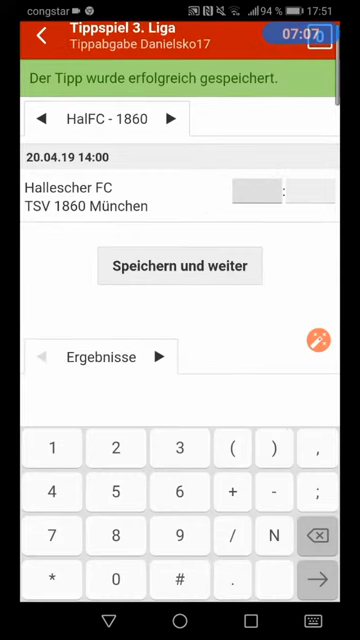 congstar 94 % 17:51
Tippspiel 3. Liga
Tippabgabe Danielsko17
07:07
Der Tipp wurde erfolgreich gespeichert.
HalFC - 1860
20.04.19 14:00
Hallescher FC
:
TSV 1860 München
Speichern und weiter
Ergebnisse
1 2 3 ( ) ,
4 5 6 + - ;
7 8 9 / N
* 0 # .